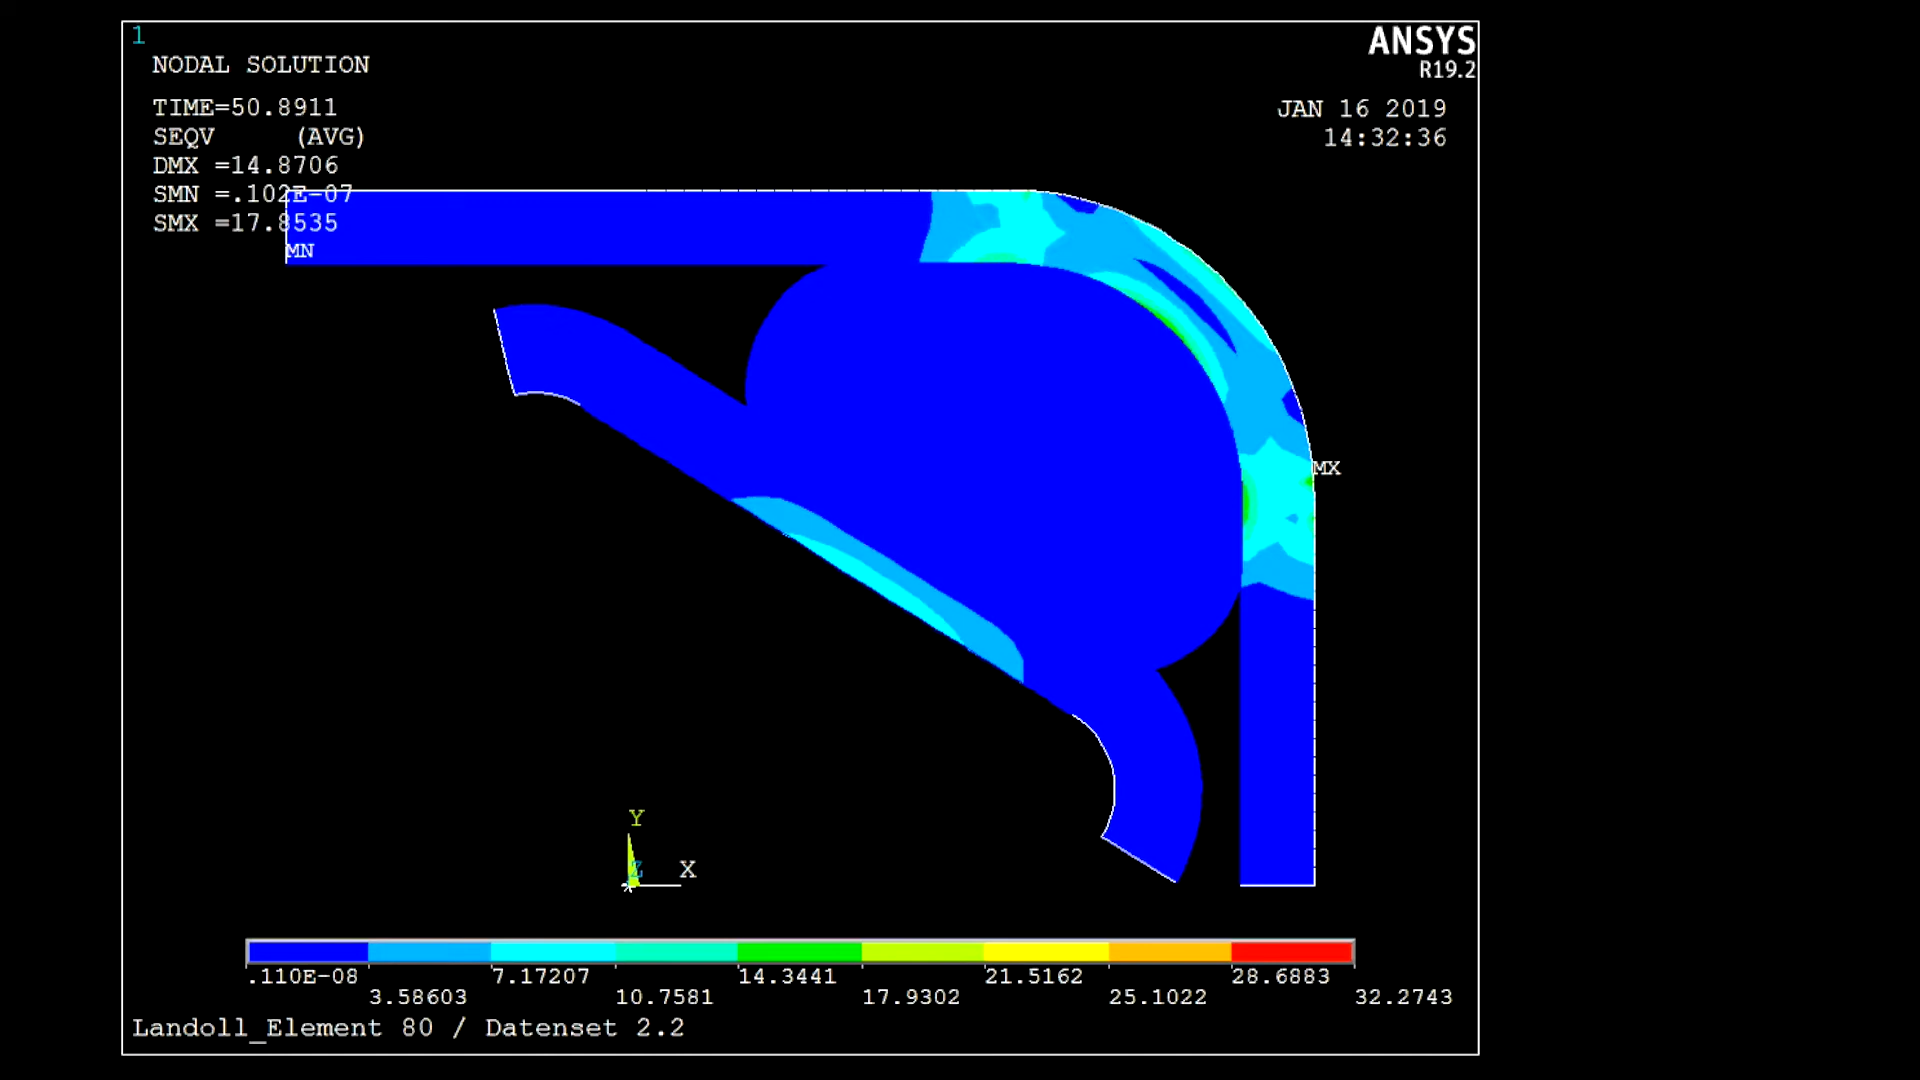 1
ANSYS
R19.2
NODAL SOLUTION
JAN 16 2019
14:32:36
TIME=50.8911
SEQV (AVG)
DMX =14.8706
SMN =.102E-07
SMX =17.8535
MN
MX
Y
Z
X
.110E-08 7.17207 14.3441 21.5162 28.6883
3.58603 10.7581 17.9302 25.1022 32.2743
Landoll_Element 80 / Datenset 2.2